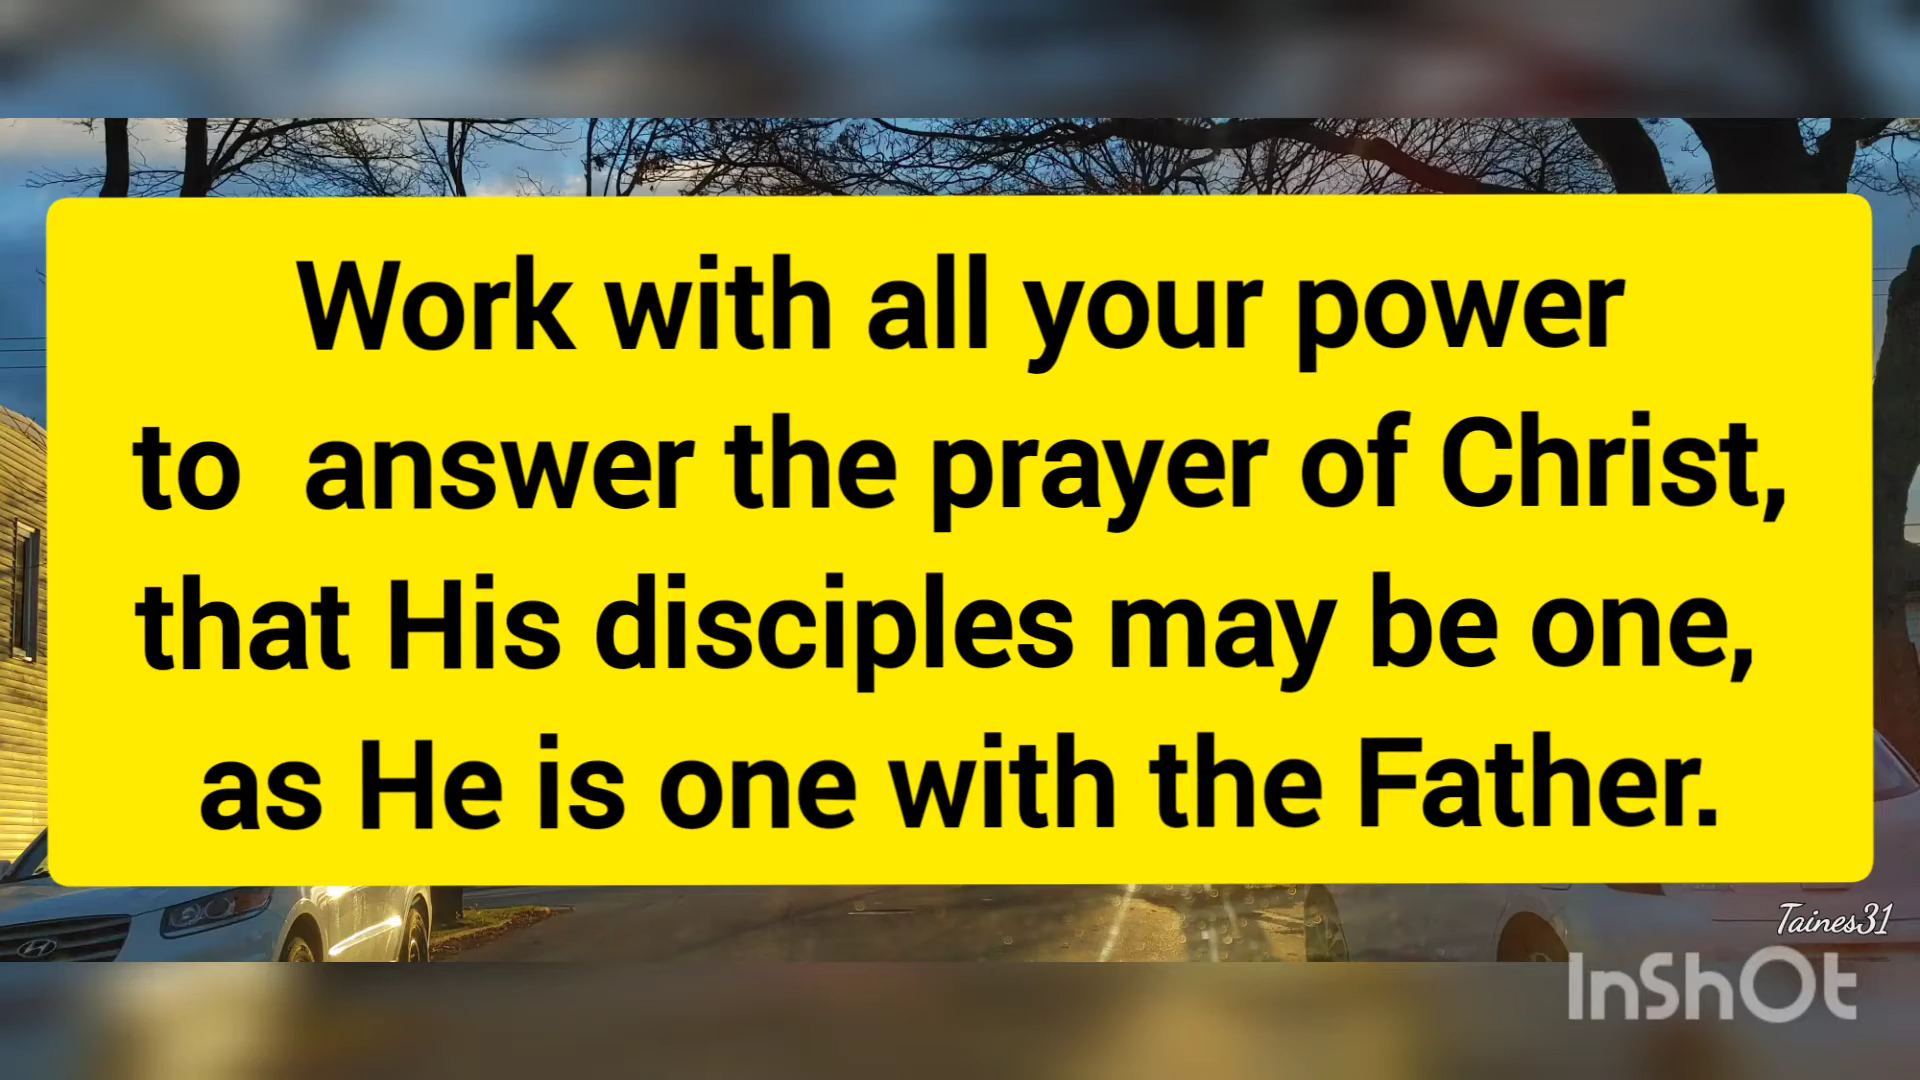 Work with all your power
to  answer the prayer of Christ,
that His disciples may be one,
as He is one with the Father.
Taines31
InShOt